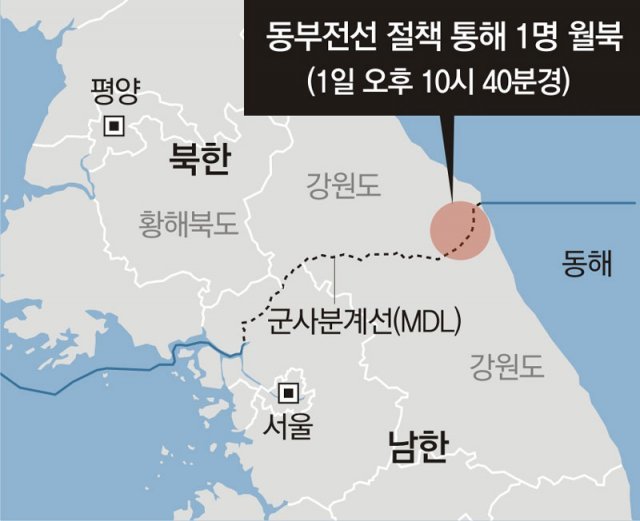 동부전선 절책 통해 1명 월북
(1일 오후 10시 40분경)
평양
북한
강원도
황해북도
동해
군사분계선(MDL)
강원도
서울
남한